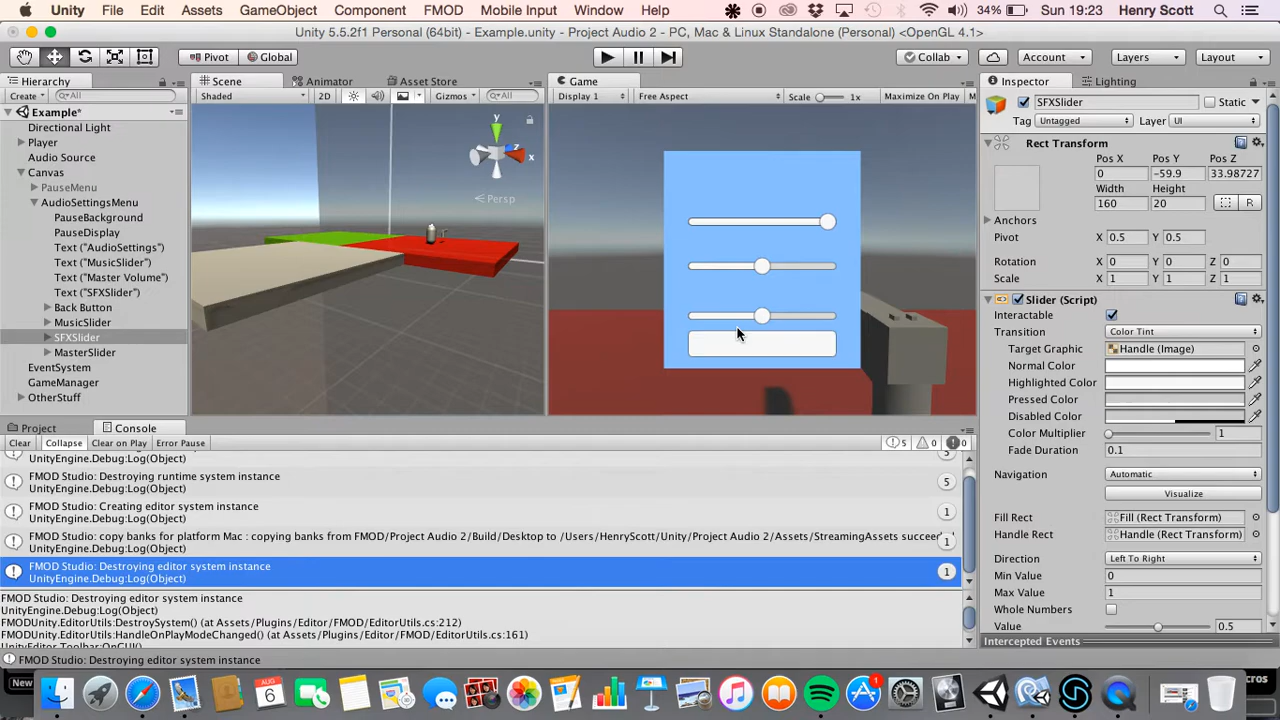 Unity File Edit Assets GameObject Component FMOD Mobile Input Window Help 34% Sun 19:23 Henry Scott
Unity 5.5.2f1 Personal (64bit) - Example.unity - Project Audio 2 - PC, Mac & Linux Standalone (Personal) <OpenGL 4.1>
Pivot Global Collab Account Layers Layout
Hierarchy Scene Animator Asset Store Game Inspector Lighting
Create All Shaded 2D Gizmos All Display 1 Free Aspect Scale 1x Maximize On Play M
SFXSlider Static
Tag Untagged Layer UI
Example*
Directional Light
Player
Audio Source
Canvas
PauseMenu
AudioSettingsMenu
PauseBackground
PauseDisplay
Text ("AudioSettings")
Text ("MusicSlider")
Text ("Master Volume")
Text ("SFXSlider")
Back Button
MusicSlider
SFXSlider
MasterSlider
EventSystem
GameManager
OtherStuff
y
z
x
Persp
Rect Transform
Pos X Pos Y Pos Z
0 -59.9 33.98727
Width Height
160 20
R
Anchors
Pivot X 0.5 Y 0.5
Rotation X 0 Y 0 Z 0
Scale X 1 Y 1 Z 1
Slider (Script)
Interactable
Transition Color Tint
Target Graphic Handle (Image)
Normal Color
Highlighted Color
Pressed Color
Disabled Color
Color Multiplier 1
Fade Duration 0.1
Navigation Automatic
Visualize
Fill Rect Fill (Rect Transform)
Handle Rect Handle (Rect Transform)
Direction Left To Right
Min Value 0
Max Value 1
Whole Numbers
Value 0.5
Intercepted Events
Project Console
Clear Collapse Clear on Play Error Pause 5 0 0
UnityEngine.Debug:Log(Object)
FMOD Studio: Destroying runtime system instance 5
UnityEngine.Debug:Log(Object)
FMOD Studio: Creating editor system instance 1
UnityEngine.Debug:Log(Object)
FMOD Studio: copy banks for platform Mac : copying banks from FMOD/Project Audio 2/Build/Desktop to /Users/HenryScott/Unity/Project Audio 2/Assets/StreamingAssets succeed 1
UnityEngine.Debug:Log(Object)
FMOD Studio: Destroying editor system instance 1
UnityEngine.Debug:Log(Object)
FMOD Studio: Destroying editor system instance
UnityEngine.Debug:Log(Object)
FMODUnity.EditorUtils:DestroySystem() (at Assets/Plugins/Editor/FMOD/EditorUtils.cs:212)
FMODUnity.EditorUtils:HandleOnPlayModeChanged() (at Assets/Plugins/Editor/FMOD/EditorUtils.cs:161)
UnityEditor.Toolbar:OnGUI()
FMOD Studio: Destroying editor system instance
New
AUG
6
1
cros